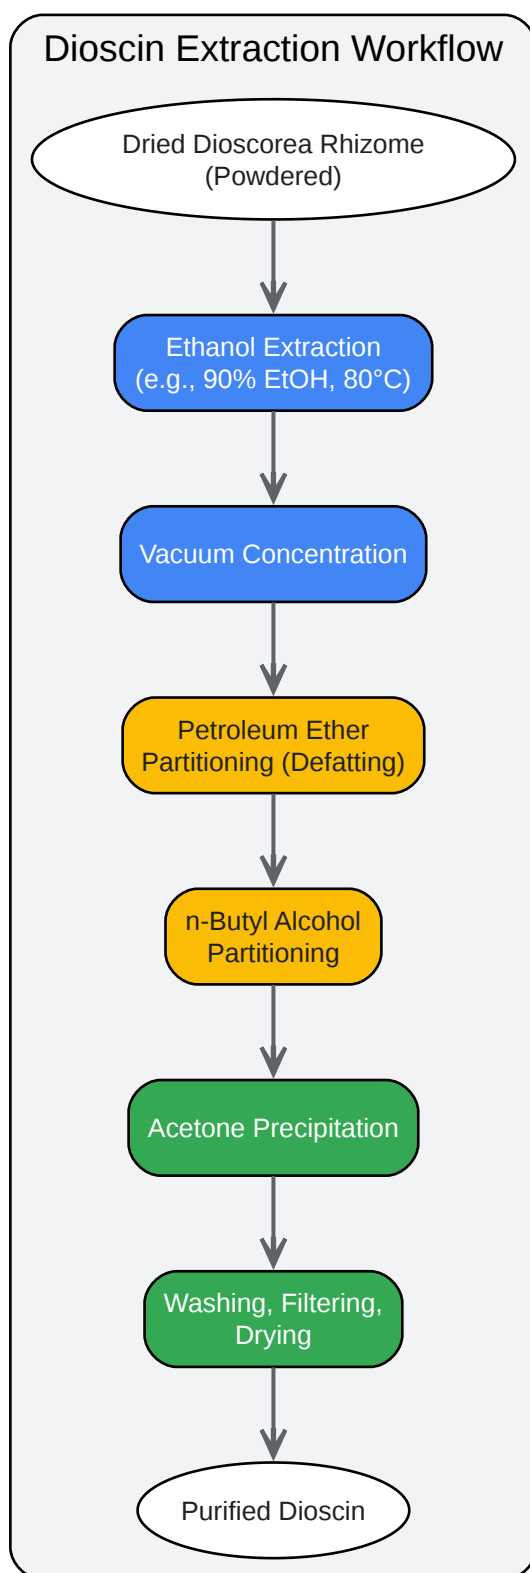 Dioscin Extraction Workflow
Dried Dioscorea Rhizome
(Powdered)
Ethanol Extraction
(e.g., 90% EtOH, 80°C)
Vacuum Concentration
Petroleum Ether
Partitioning (Defatting)
n-Butyl Alcohol
Partitioning
Acetone Precipitation
Washing, Filtering,
Drying
Purified Dioscin